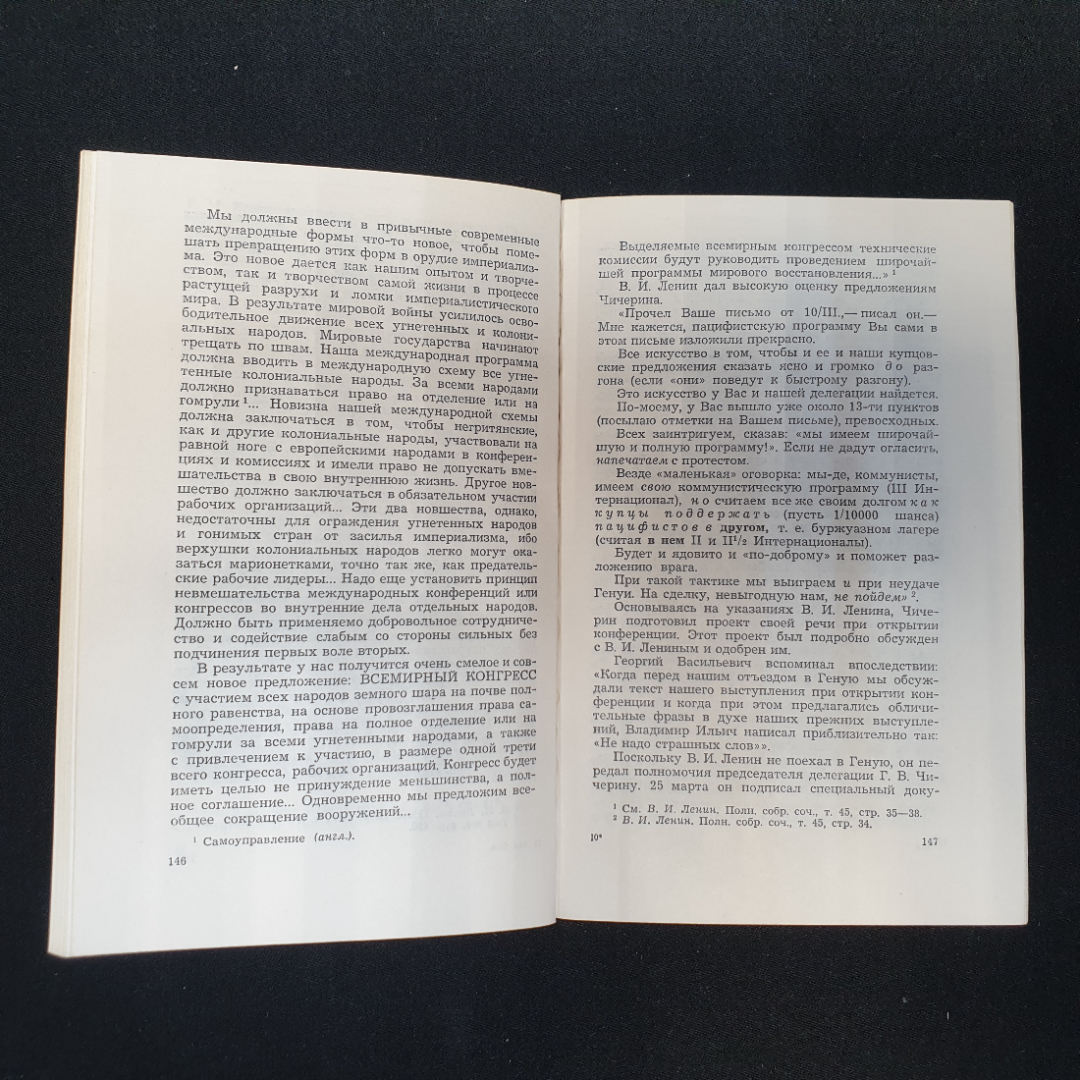 Мы должны ввести в привычные современные
международные формы что-то новое, чтобы поме-
шать превращению этих форм в орудие империализ-
ма. Это новое дается как нашим опытом и творче-
ством, так и творчеством самой жизни в процессе
растущей разрухи и ломки империалистического
мира. В результате мировой войны усилилось осво-
бодительное движение всех угнетенных и колони-
альных народов. Мировые государства начинают
трещать по швам. Наша международная программа
должна вводить в международную схему все угне-
тенные колониальные народы. За всеми народами
должно признаваться право на отделение или на
гомрули¹... Новизна нашей международной схемы
должна заключаться в том, чтобы негритянские,
как и другие колониальные народы, участвовали на
равной ноге с европейскими народами в конферен-
циях и комиссиях и имели право не допускать вме-
шательства в свою внутреннюю жизнь. Другое нов-
шество должно заключаться в обязательном участии
рабочих организаций... Эти два новшества, однако,
недостаточны для ограждения угнетенных народов
и гонимых стран от засилья империализма, ибо
верхушки колониальных народов легко могут ока-
заться марионетками, точно так же, как предатель-
ские рабочие лидеры... Надо еще установить принцип
невмешательства международных конференций или
конгрессов во внутренние дела отдельных народов.
Должно быть применяемо добровольное сотрудниче-
ство и содействие слабым со стороны сильных без
подчинения первых воле вторых.
В результате у нас получится очень смелое и сов-
сем новое предложение: ВСЕМИРНЫЙ КОНГРЕСС
с участием всех народов земного шара на почве пол-
ного равенства, на основе провозглашения права са-
моопределения, права на полное отделение или на
гомрули за всеми угнетенными народами, а также
с привлечением к участию, в размере одной трети
всего конгресса, рабочих организаций. Конгресс будет
иметь целью не принуждение меньшинства, а пол-
ное соглашение... Одновременно мы предложим все-
общее сокращение вооружений...
¹ Самоуправление (англ.).
146
Выделяемые всемирным конгрессом технические
комиссии будут руководить проведением широчай-
шей программы мирового восстановления...» ¹
В. И. Ленин дал высокую оценку предложениям
Чичерина.
«Прочел Ваше письмо от 10/III.,— писал он.—
Мне кажется, пацифистскую программу Вы сами в
этом письме изложили прекрасно.
Все искусство в том, чтобы и ее и наши купцов-
ские предложения сказать ясно и громко до раз-
гона (если «они» поведут к быстрому разгону).
Это искусство у Вас и нашей делегации найдется.
По-моему, у Вас вышло уже около 13-ти пунктов
(посылаю отметки на Вашем письме), превосходных.
Всех заинтригуем, сказав: «мы имеем широчай-
шую и полную программу!». Если не дадут огласить,
напечатаем с протестом.
Везде «маленькая» оговорка: мы-де, коммунисты,
имеем свою коммунистическую программу (III Ин-
тернационал), но считаем все же своим долгом как
купцы поддержать (пусть 1/10000 шанса)
пацифистов в другом, т. е. буржуазном лагере
(считая в нем II и II¹/₂ Интернационалы).
Будет и ядовито и «по-доброму» и поможет раз-
ложению врага.
При такой тактике мы выиграем и при неудаче
Генуи. На сделку, невыгодную нам, не пойдем» ².
Основываясь на указаниях В. И. Ленина, Чиче-
рин подготовил проект своей речи при открытии
конференции. Этот проект был подробно обсужден
с В. И. Лениным и одобрен им.
Георгий Васильевич вспоминал впоследствии:
«Когда перед нашим отъездом в Геную мы обсуж-
дали текст нашего выступления при открытии кон-
ференции и когда при этом предлагались обличи-
тельные фразы в духе наших прежних выступле-
ний, Владимир Ильич написал приблизительно так:
«Не надо страшных слов»».
Поскольку В. И. Ленин не поехал в Геную, он пе-
редал полномочия председателя делегации Г. В. Чи-
черину. 25 марта он подписал специальный доку-
¹ См. В. И. Ленин. Полн. собр. соч., т. 45, стр. 35—38.
² В. И. Ленин. Полн. собр. соч., т. 45, стр. 34.
10*
147